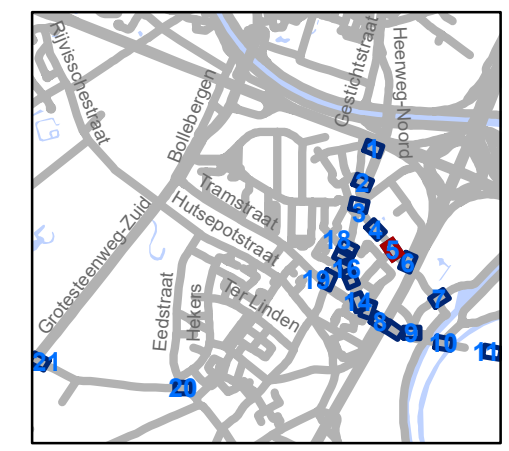 Rijvisschestraat
Bollebergen
Gestichtstraat
Heerweg-Noord
Tramstraat
Hutsepotstraat
Grotesteenweg-Zuid
Eedstraat
Hekers
Ter Linden
1
2
3
4
5
6
7
18
16
19
14
8
9
10
11
21
20